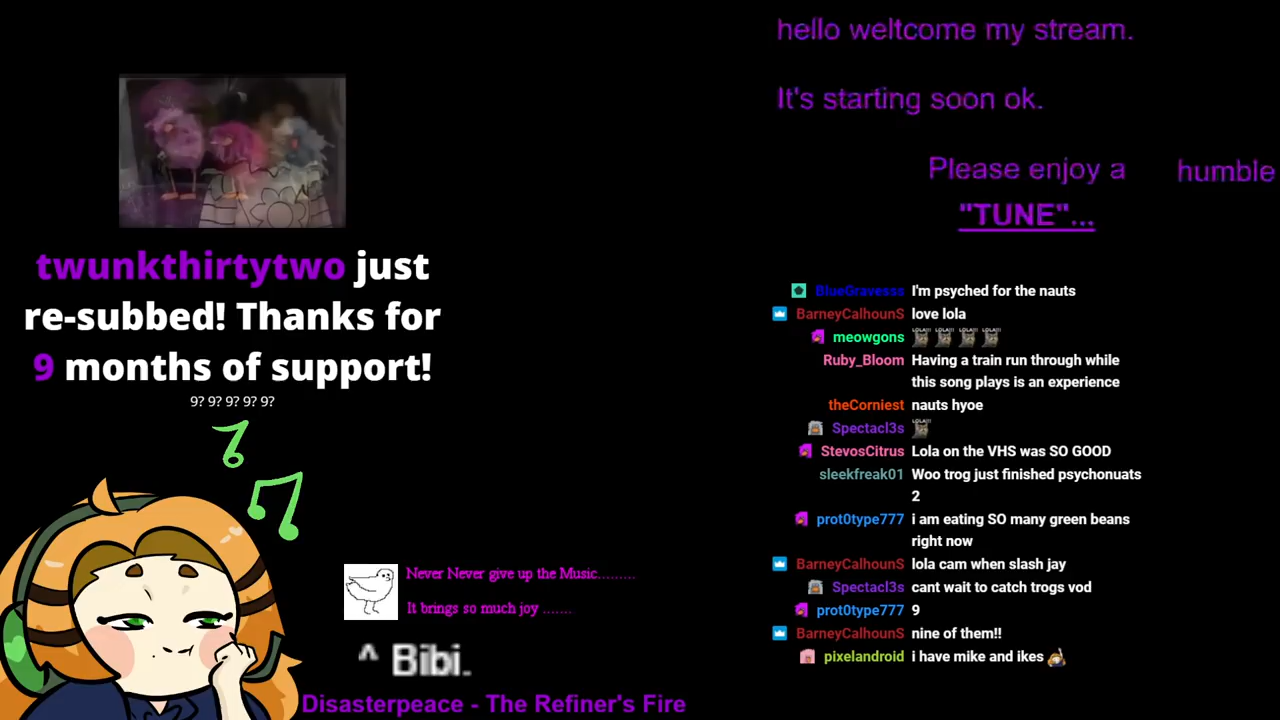 hello weltcome my stream.
It's starting soon ok.
Please enjoy a humble
"TUNE"...
twunkthirtytwo just
re-subbed! Thanks for
9 months of support!
9? 9? 9? 9? 9?
BlueGravesss I'm psyched for the nauts
BarneyCalhounS love lola
meowgons
Ruby_Bloom Having a train run through while
this song plays is an experience
theCorniest nauts hyoe
Spectacl3s
StevosCitrus Lola on the VHS was SO GOOD
sleekfreak01 Woo trog just finished psychonuats
2
prot0type777 i am eating SO many green beans
right now
BarneyCalhounS lola cam when slash jay
Spectacl3s cant wait to catch trogs vod
prot0type777 9
BarneyCalhounS nine of them!!
pixelandroid i have mike and ikes
Never Never give up the Music.........
It brings so much joy .......
^ Bibi.
Disasterpeace - The Refiner's Fire